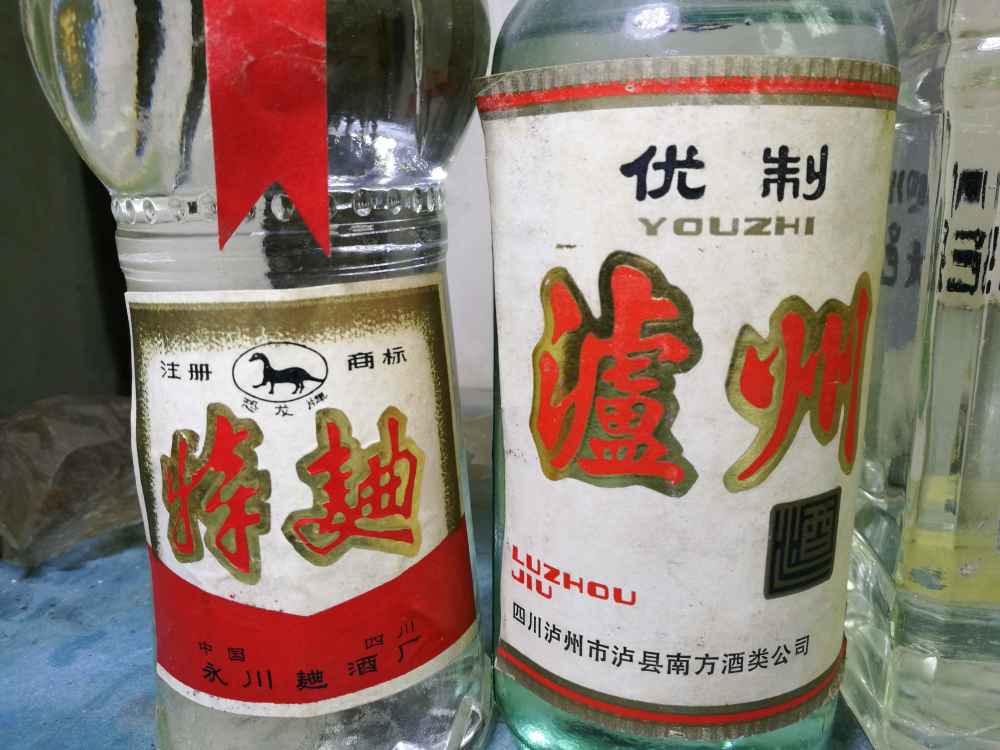 注册 商标
恐龙牌
特麯
中国 四川
永川麯酒厂
优制
YOUZHI
瀘州
酒
LUZHOU
JIU
四川泸州市泸县南方酒类公司